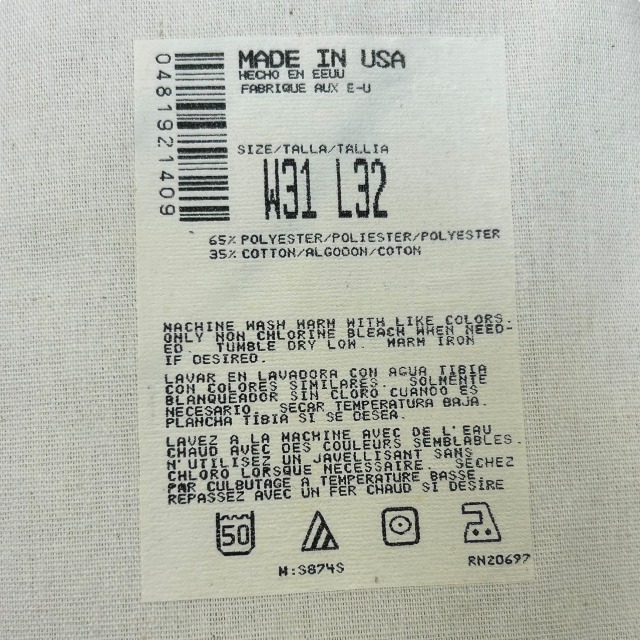 0481921409
MADE IN USA
HECHO EN EEUU
FABRIQUE AUX E-U
SIZE/TALLA/TALLIA
W31 L32
65% POLYESTER/POLIESTER/POLYESTER
35% COTTON/ALGODON/COTON
MACHINE WASH WARM WITH LIKE COLORS.
ONLY NON CHLORINE BLEACH WHEN NEED-
ED. TUMBLE DRY LOW. WARM IRON
IF DESIRED.
LAVAR EN LAVADORA CON AGUA TIBIA
CON COLORES SIMILARES. SOLMENTE
BLANQUEADOR SIN CLORO CUANDO ES
NECESARIO. SECAR TEMPERATURA BAJA.
PLANCHA TIBIA SI SE DESEA.
LAVEZ A LA MACHINE AVEC DE L'EAU
CHAUD AVEC DES COULEURS SEMBLABLES.
N'UTILISEZ UN JAVELLISANT SANS
CHLORO LORSQUE NECESSAIRE. SECHEZ
PAR CULBUTAGE A TEMPERATURE BASSE.
REPASSEZ AVEC UN FER CHAUD SI DESIRE
50
M:S874S
RN20697